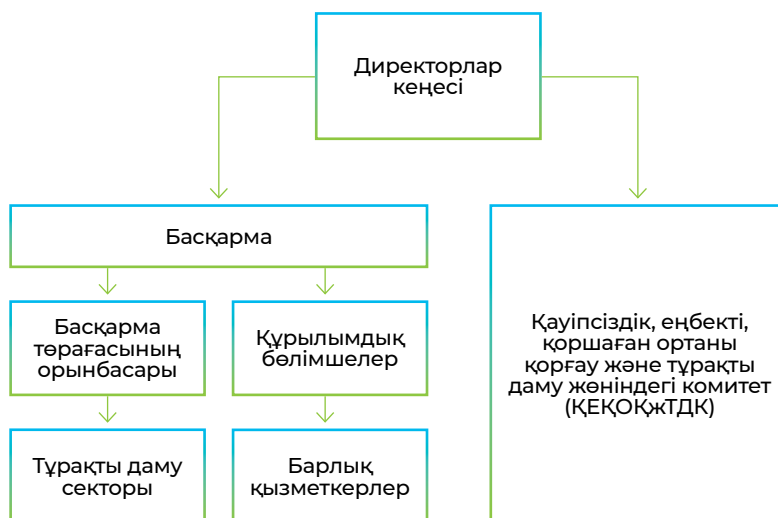 Директорлар
кеңесі
Басқарма
Басқарма
төрағасының
орынбасары
Құрылымдық
бөлімшелер
Қауіпсіздік, еңбекті,
қоршаған ортаны
қорғау және тұрақты
даму жөніндегі комитет
(ҚЕҚОҚжТДК)
Тұрақты даму
секторы
Барлық
қызметкерлер